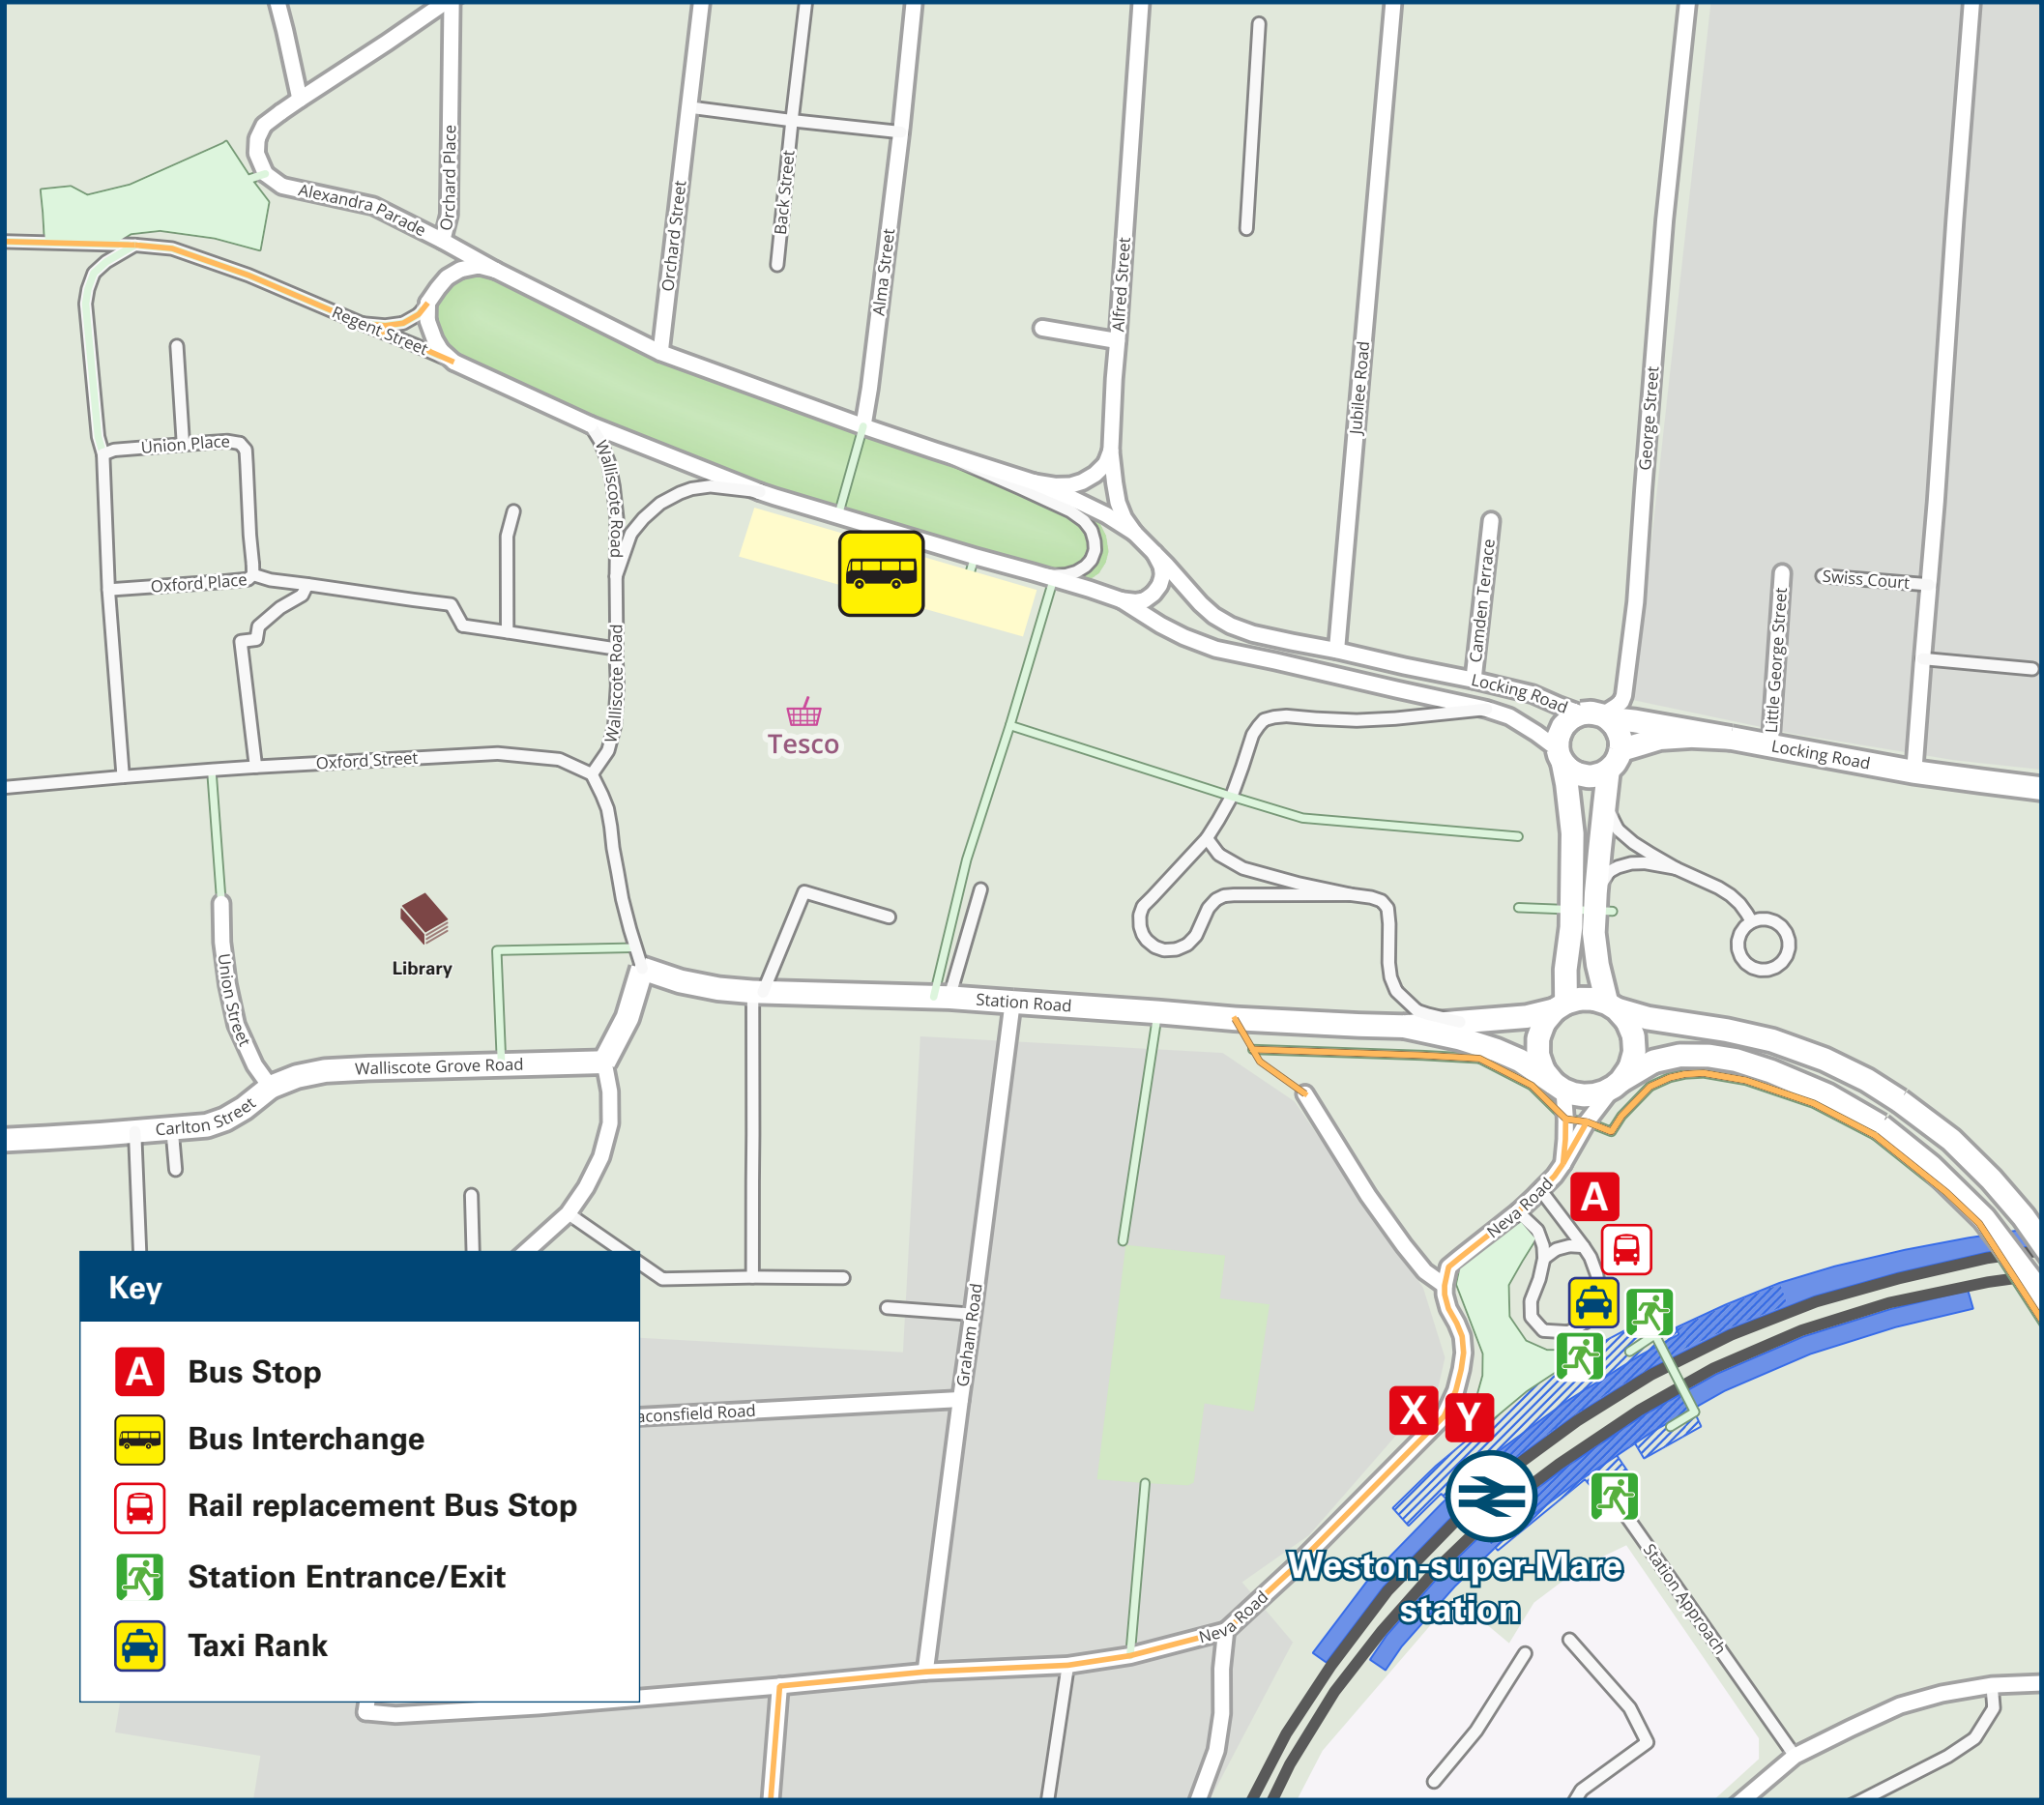 Orchard Place
Alexandra Parade
Orchard Street
Back Street
Alma Street
Alfred Street
Regent Street
Jubilee Road
George Street
Union Place
Walliscote Road
Oxford Place
Camden Terrace
Swiss Court
Little George Street
Walliscote Road
Locking Road
Locking Road
Tesco
Oxford Street
Library
Union Street
Station Road
Walliscote Grove Road
Carlton Street
Neva Road
A
Graham Road
aconsfield Road
X
Y
Weston-super-Mare
station
Station Approach
Neva Road
Key
A Bus Stop
Bus Interchange
Rail replacement Bus Stop
Station Entrance/Exit
Taxi Rank